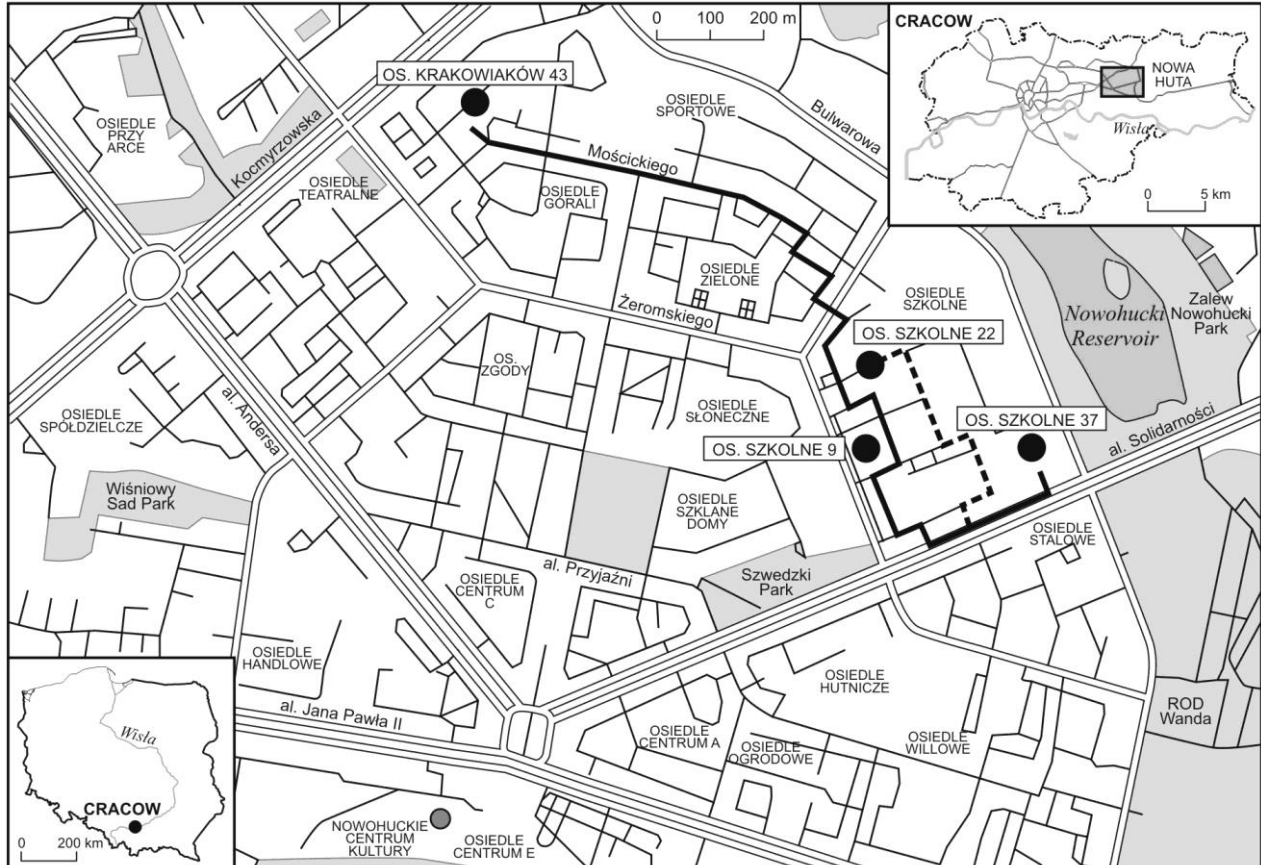 0 100 200 m
CRACOW
NOWA
HUTA
Wisła
0 5 km
OS. KRAKOWIAKÓW 43
OSIEDLE
PRZY
ARCE
Kocmyrzowska
OSIEDLE
SPORTOWE
Bulwarowa
Mościckiego
OSIEDLE
TEATRALNE
OSIEDLE
GÓRALI
OSIEDLE
ZIELONE
OSIEDLE
SZKOLNE
Żeromskiego
Nowohucki
Reservoir
Zalew
Nowohucki
Park
OS. SZKOLNE 22
OS.
ZGODY
OSIEDLE
SŁONECZNE
OS. SZKOLNE 37
OS. SZKOLNE 9
al. Solidarności
al. Andersa
OSIEDLE
SPÓŁDZIELCZE
Wiśniowy
Sad Park
OSIEDLE
SZKLANE
DOMY
OSIEDLE
STALOWE
al. Przyjaźni
Szwedzki
Park
OSIEDLE
CENTRUM
C
OSIEDLE
HANDLOWE
al. Jana Pawła II
OSIEDLE
HUTNICZE
ROD
Wanda
OSIEDLE
CENTRUM A
OSIEDLE
OGRODOWE
OSIEDLE
WILLOWE
NOWOHUCKIE
CENTRUM
KULTURY
OSIEDLE
CENTRUM E
Wisła
CRACOW
0 200 km